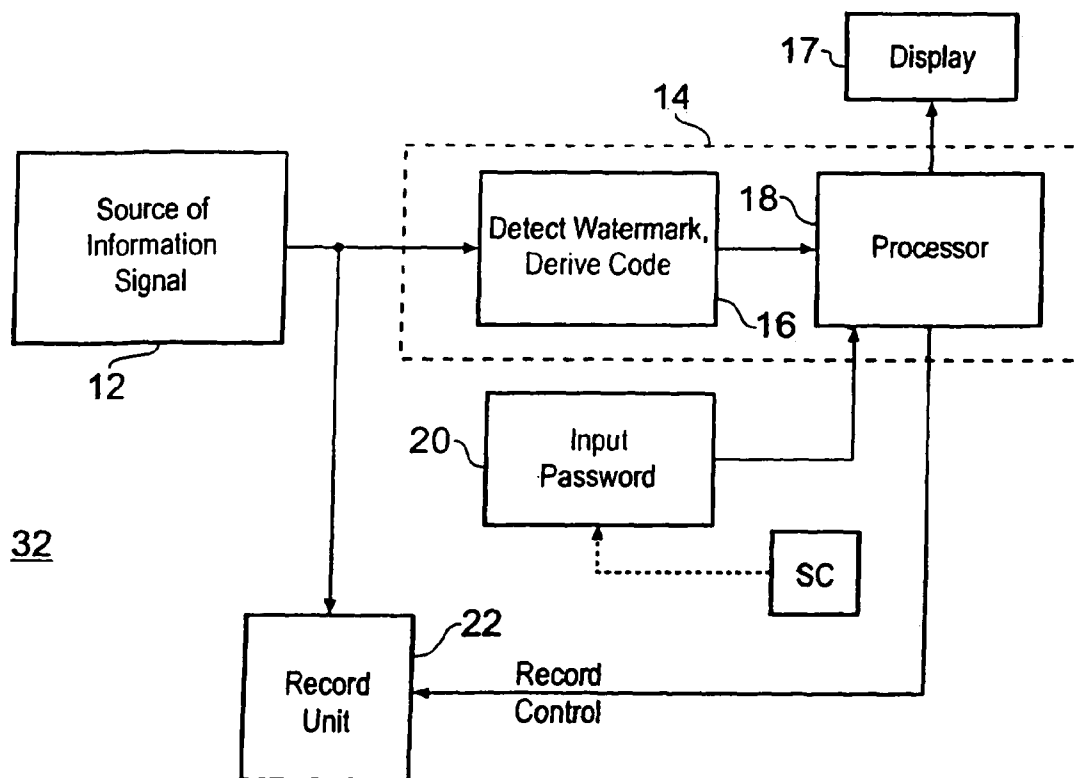 17
Display
14
Source of
Information
Signal
12
Detect Watermark,
Derive Code
16
18
Processor
20
Input
Password
32
SC
22
Record
Unit
Record
Control